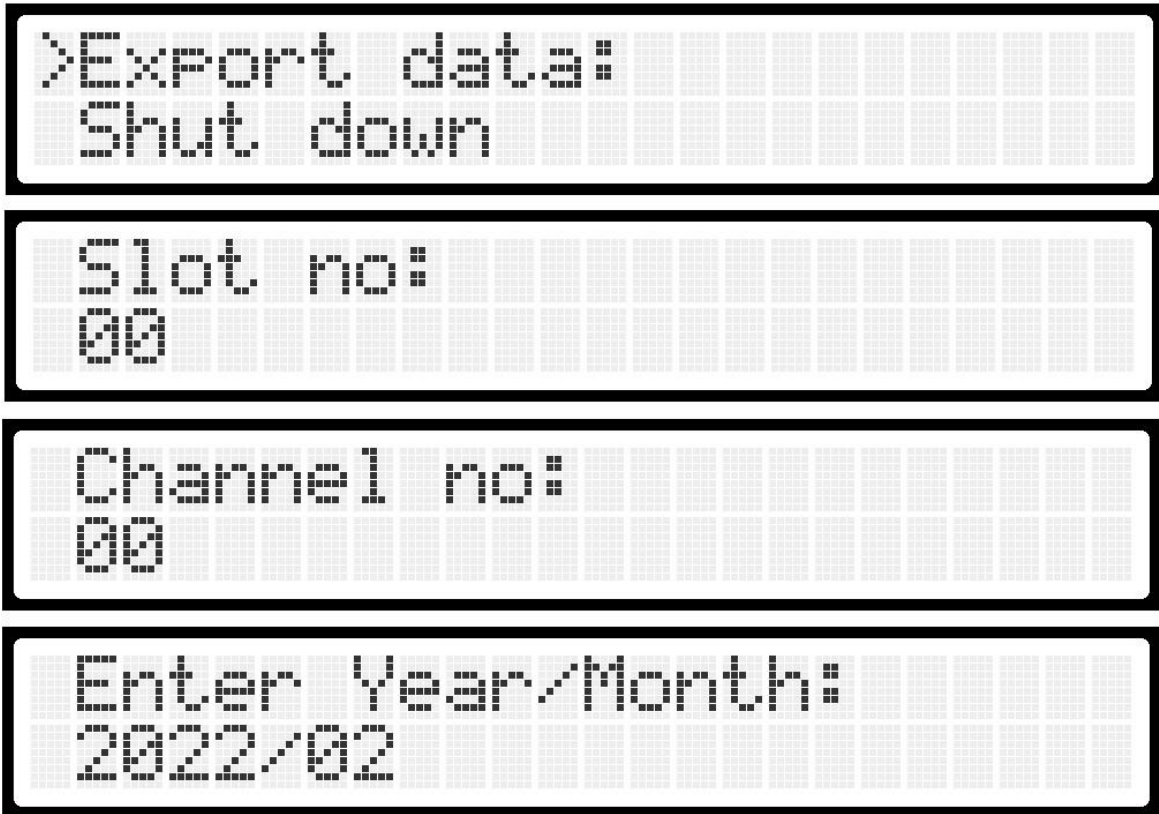 >Export data:
Shut down
Slot no:
00
Channel no:
00
Enter Year/Month:
2022/02